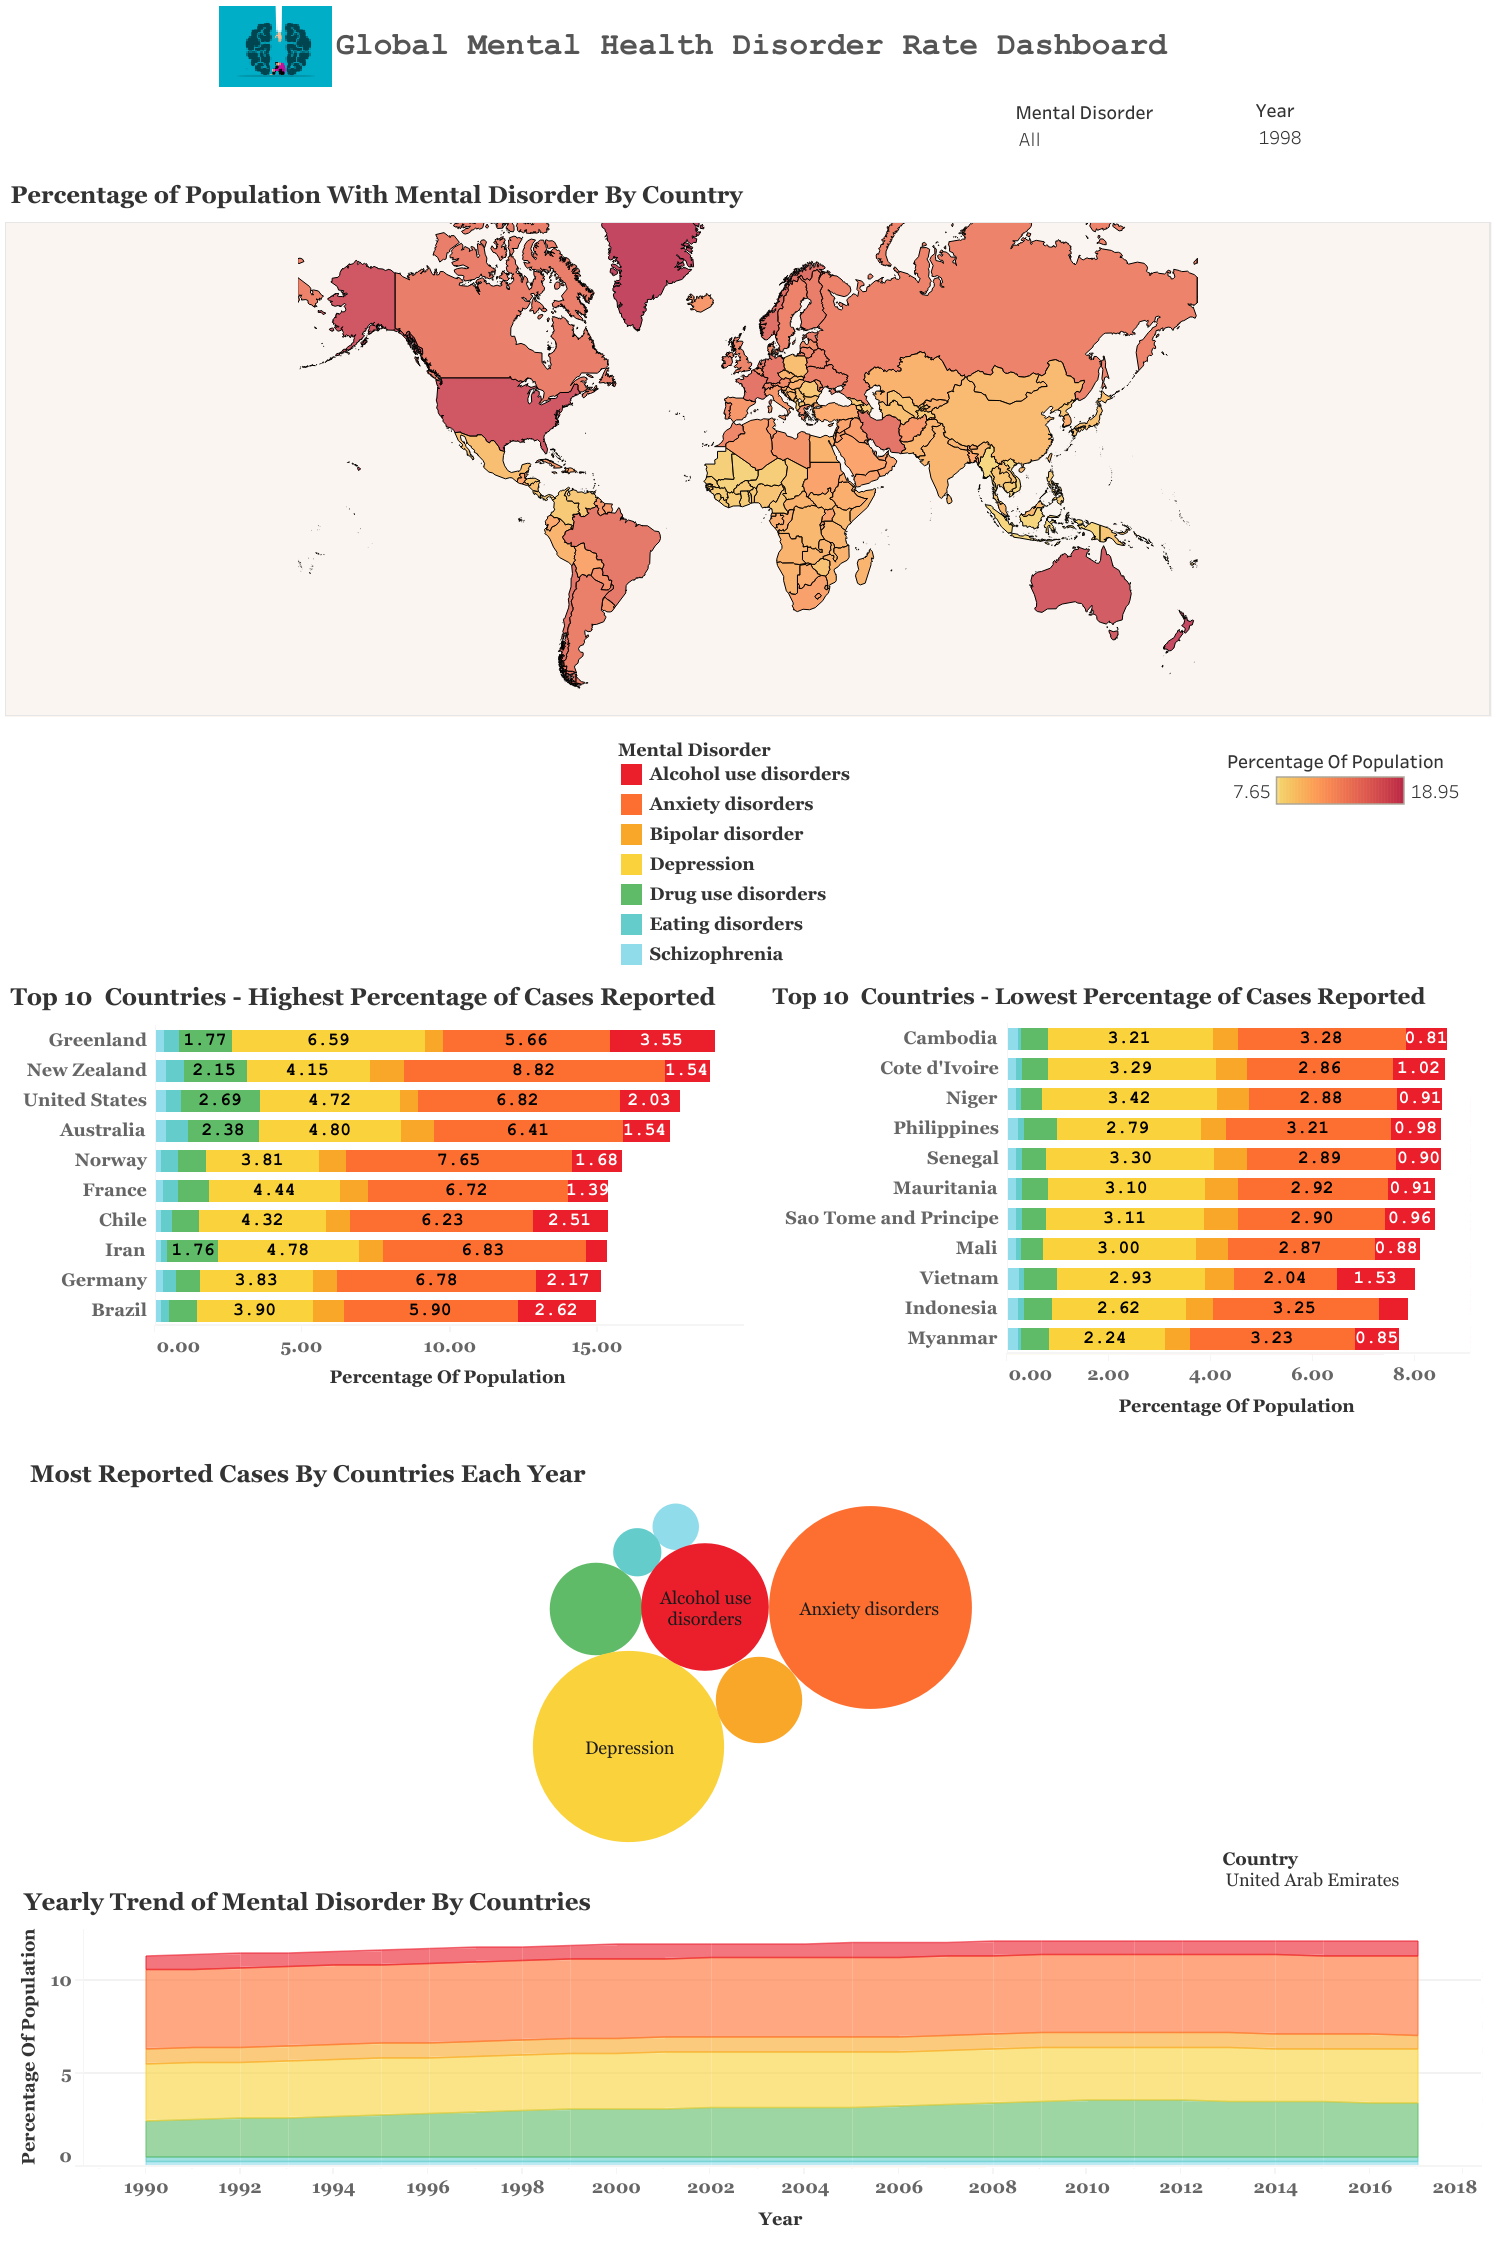 Global Mental Health Disorder Rate Dashboard
Mental Disorder
Year
All
1998
Percentage of Population With Mental Disorder By Country
Mental Disorder
Alcohol use disorders
Anxiety disorders
Bipolar disorder
Depression
Drug use disorders
Eating disorders
Schizophrenia
Percentage Of Population
7.65 18.95
Top 10 Countries - Highest Percentage of Cases Reported
Greenland 1.77 6.59 5.66 3.55
New Zealand 2.15 4.15 8.82 1.54
United States 2.69 4.72 6.82 2.03
Australia 2.38 4.80 6.41 1.54
Norway 3.81 7.65 1.68
France 4.44 6.72 1.39
Chile 4.32 6.23 2.51
Iran 1.76 4.78 6.83
Germany 3.83 6.78 2.17
Brazil 3.90 5.90 2.62
0.00 5.00 10.00 15.00
Percentage Of Population
Top 10 Countries - Lowest Percentage of Cases Reported
Cambodia 3.21 3.28 0.81
Cote d'Ivoire 3.29 2.86 1.02
Niger 3.42 2.88 0.91
Philippines 2.79 3.21 0.98
Senegal 3.30 2.89 0.90
Mauritania 3.10 2.92 0.91
Sao Tome and Principe 3.11 2.90 0.96
Mali 3.00 2.87 0.88
Vietnam 2.93 2.04 1.53
Indonesia 2.62 3.25
Myanmar 2.24 3.23 0.85
0.00 2.00 4.00 6.00 8.00
Percentage Of Population
Most Reported Cases By Countries Each Year
Alcohol use
disorders
Anxiety disorders
Depression
Country
United Arab Emirates
Yearly Trend of Mental Disorder By Countries
Percentage Of Population
10
5
0
1990 1992 1994 1996 1998 2000 2002 2004 2006 2008 2010 2012 2014 2016 2018
Year